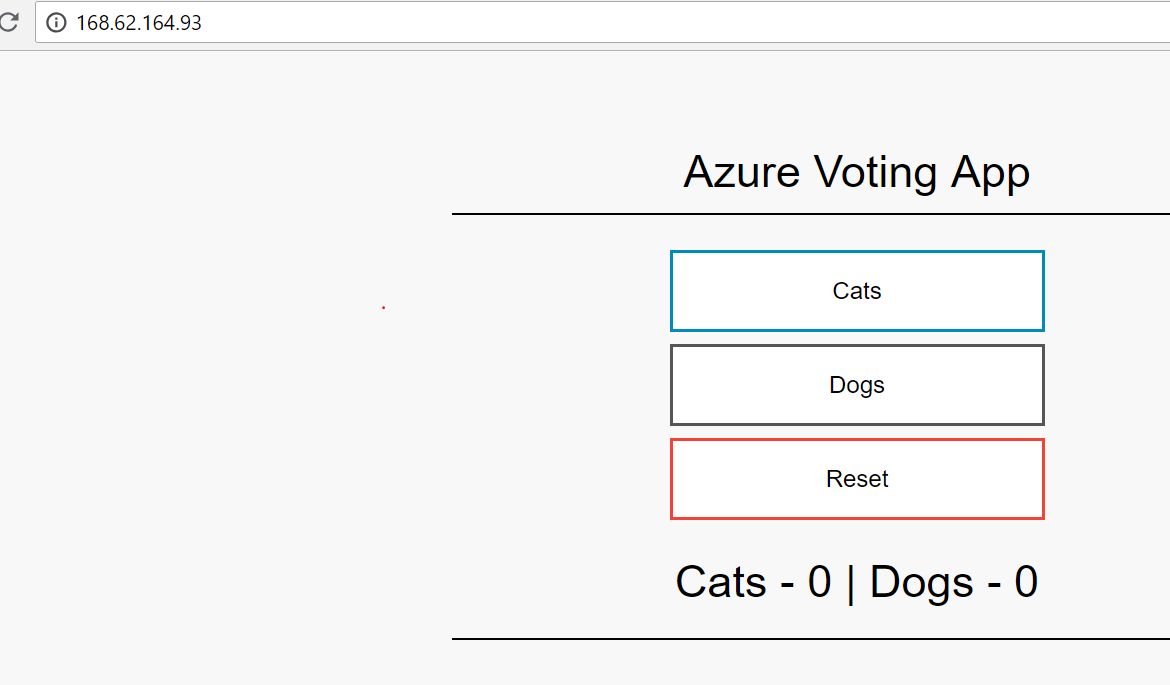 168.62.164.93
Azure Voting App
Cats
Dogs
Reset
Cats - 0 | Dogs - 0